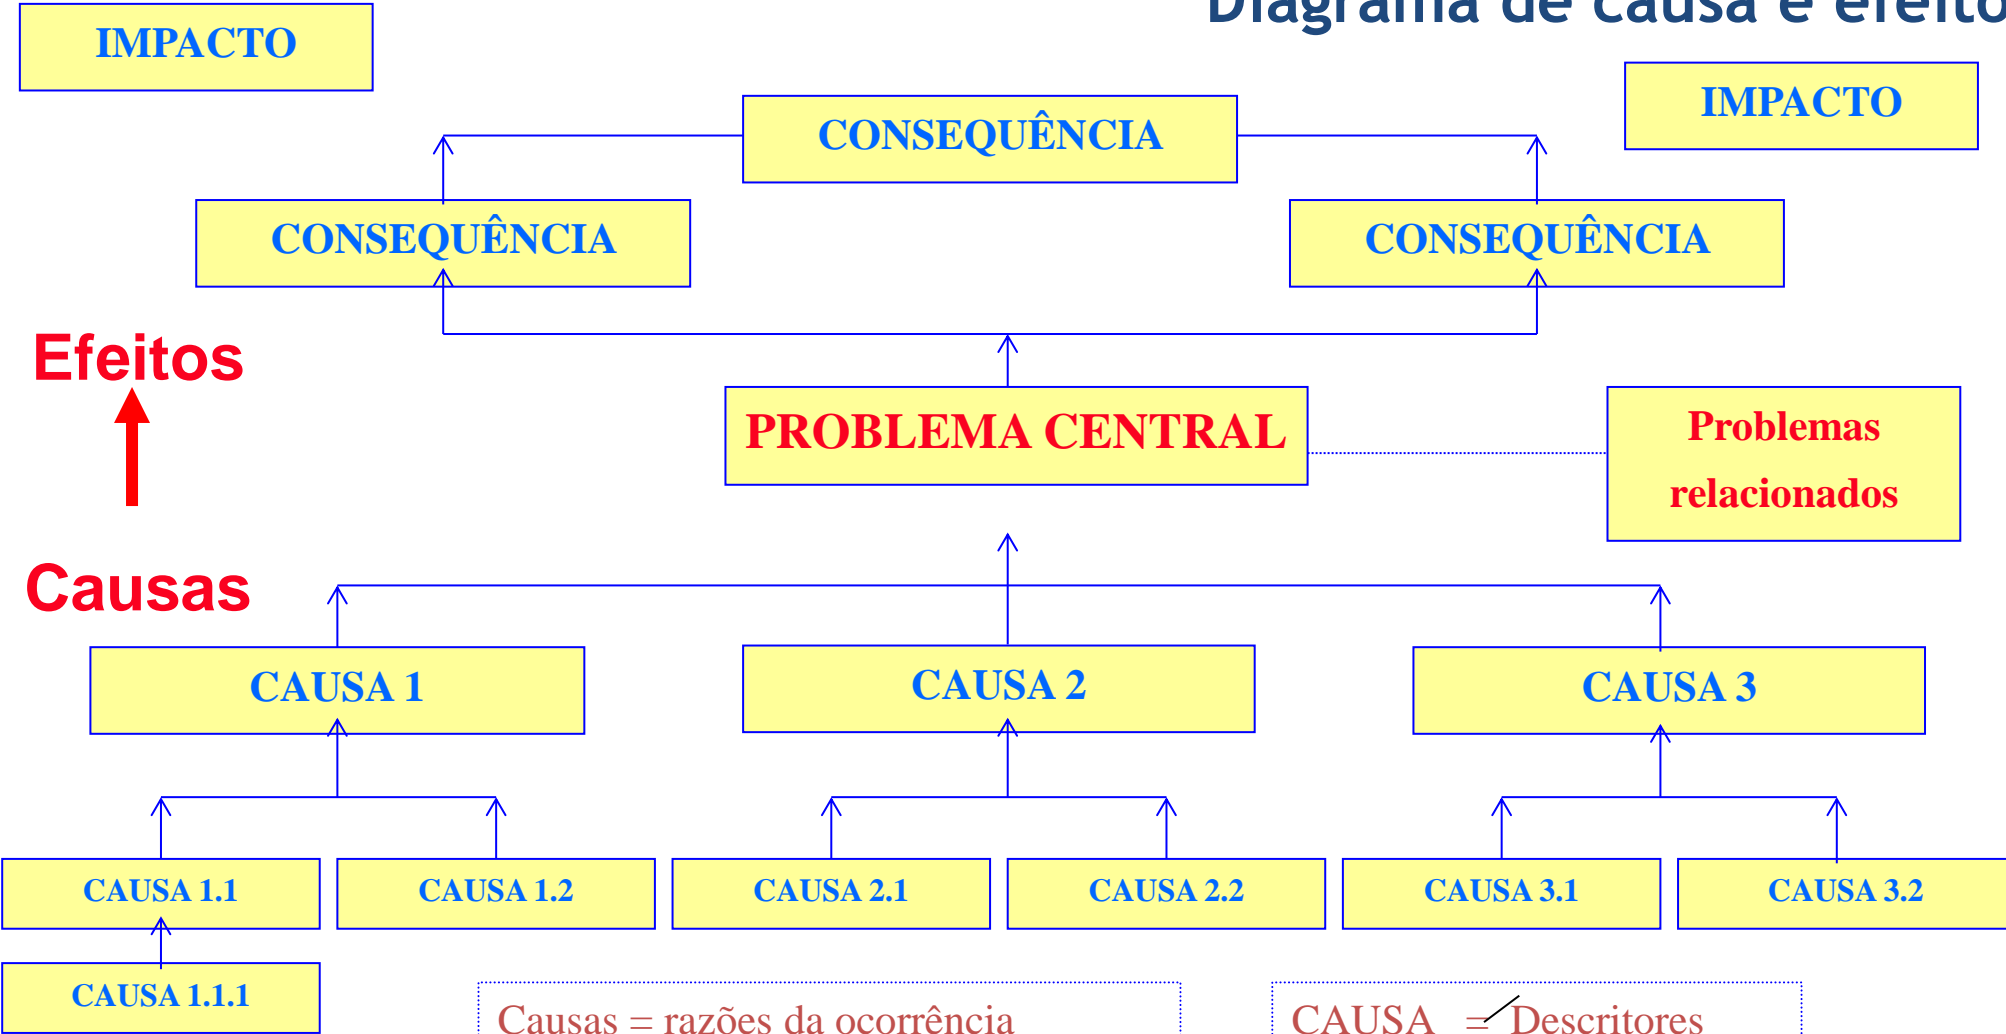 Diagrama de causa e efeito
IMPACTO
IMPACTO
CONSEQUÊNCIA
CONSEQUÊNCIA
CONSEQUÊNCIA
Efeitos
PROBLEMA CENTRAL
Problemas
relacionados
Causas
CAUSA 1
CAUSA 2
CAUSA 3
CAUSA 1.1
CAUSA 1.2
CAUSA 2.1
CAUSA 2.2
CAUSA 3.1
CAUSA 3.2
CAUSA 1.1.1
Causas = razões da ocorrência
CAUSA ≠ Descritores